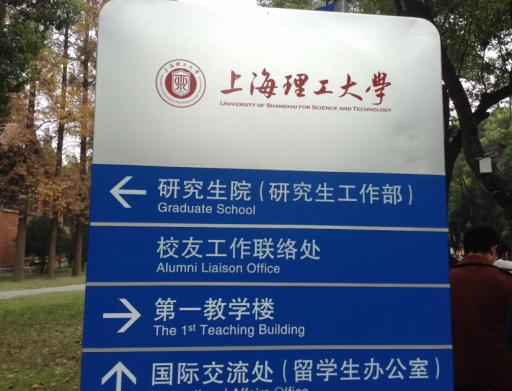 上海理工大學
UNIVERSITY OF SHANGHAI FOR SCIENCE AND TECHNOLOGY
研究生院（研究生工作部）
Graduate School
校友工作联络处
Alumni Liaison Office
第一教学楼
The 1st Teaching Building
国际交流处（留学生办公室）